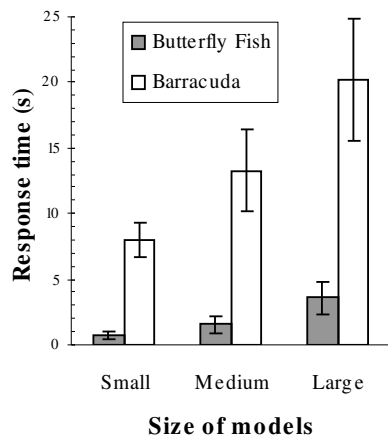 25
20
15
10
5
0
Response time (s)
Butterfly Fish
Barracuda
Small Medium Large
Size of models